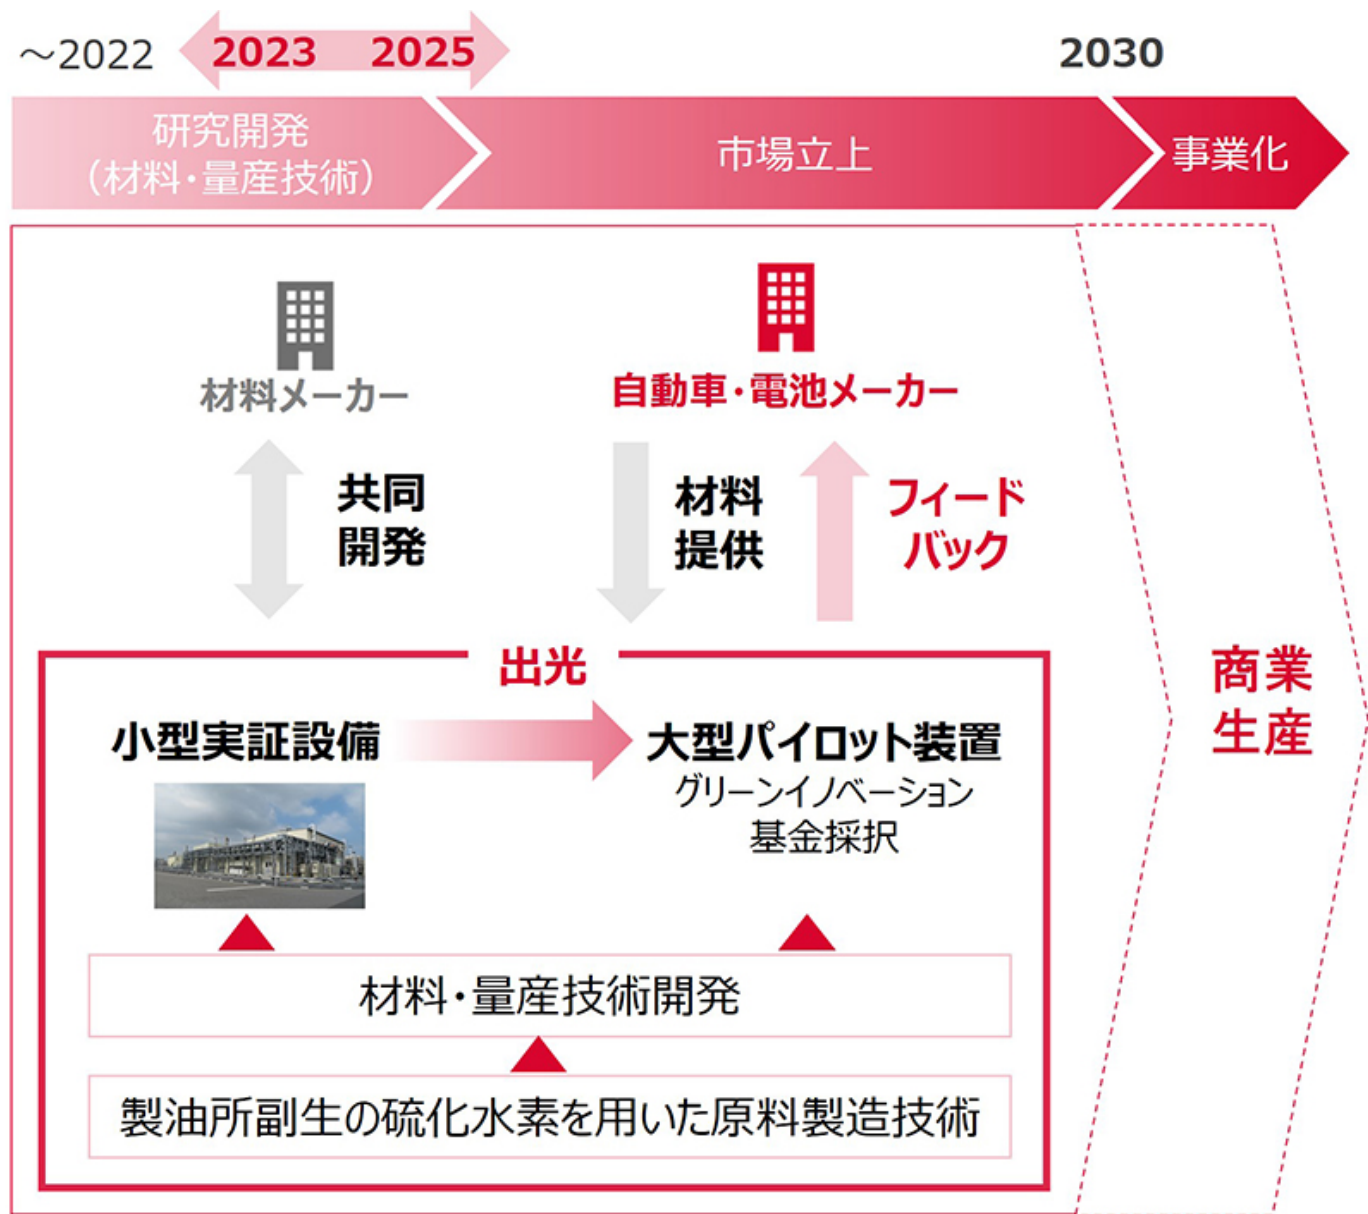 ～2022
2023
2025
2030
研究開発
（材料・量産技術）
市場立上
事業化
材料メーカー
自動車・電池メーカー
共同
開発
材料
提供
フィード
バック
出光
小型実証設備
大型パイロット装置
グリーンイノベーション
基金採択
材料・量産技術開発
製油所副生の硫化水素を用いた原料製造技術
商業
生産